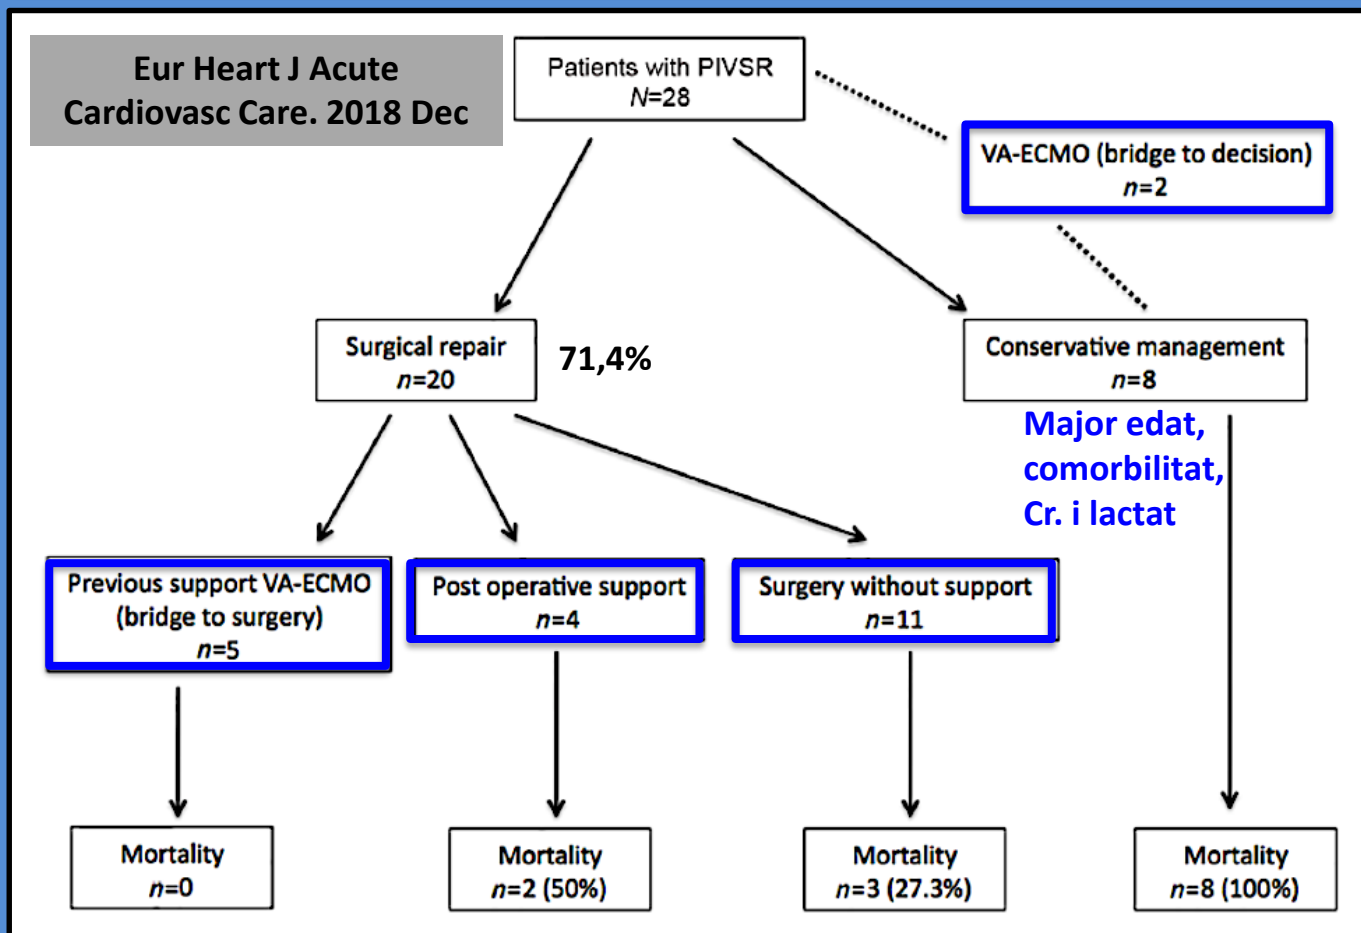 Eur Heart J Acute
Cardiovasc Care. 2018 Dec
Patients with PIVSR
N=28
VA-ECMO (bridge to decision)
n=2
Surgical repair
n=20
71,4%
Conservative management
n=8
Major edat,
comorbilitat,
Cr. i lactat
Previous support VA-ECMO
(bridge to surgery)
n=5
Post operative support
n=4
Surgery without support
n=11
Mortality
n=0
Mortality
n=2 (50%)
Mortality
n=3 (27.3%)
Mortality
n=8 (100%)